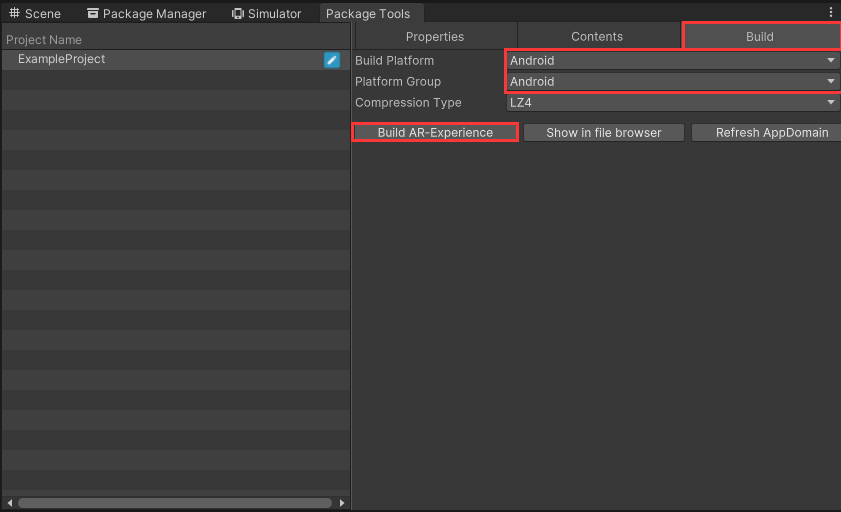 Scene Package Manager Simulator Package Tools
Project Name
ExampleProject
Properties Contents Build
Build Platform Android
Platform Group Android
Compression Type LZ4
Build AR-Experience Show in file browser Refresh AppDomain